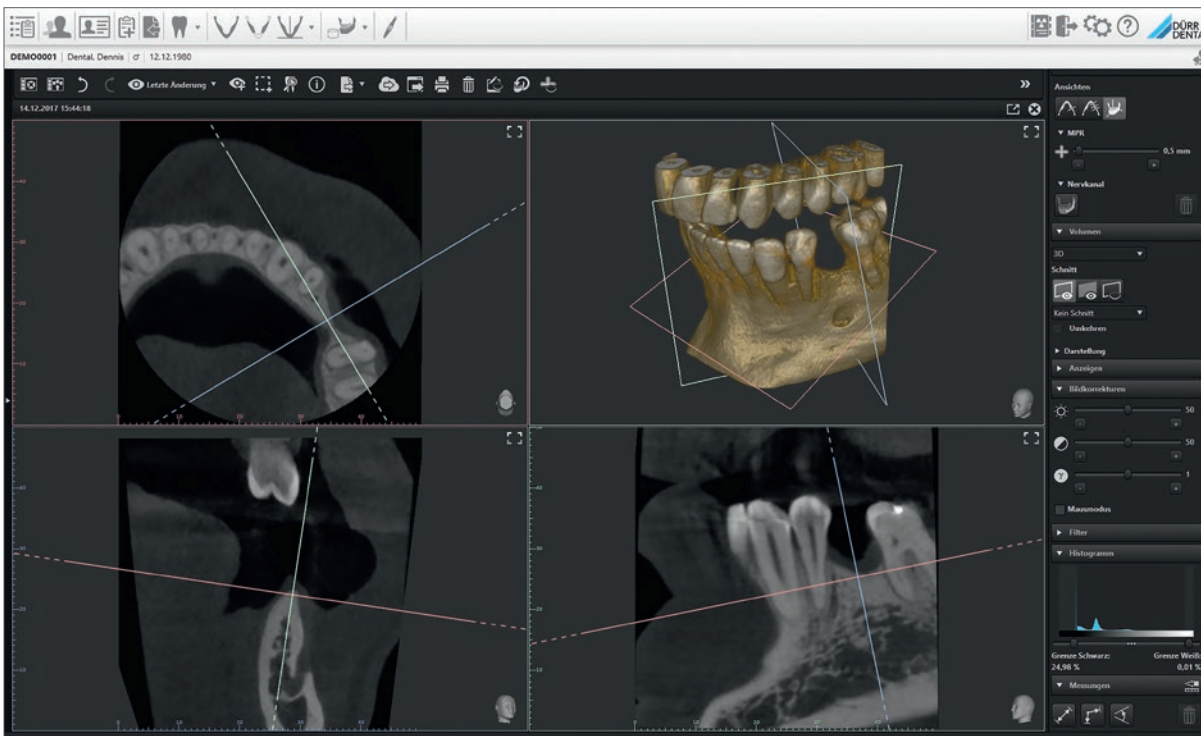 DÜRR
DENTA
DEMO0001 Dental, Dennis ♂ 12.12.1980
Letzte Änderung
14.12.2017 15:44:18
Ansichten
MPR
0,5 mm
Nervkanal
Volumen
3D
Schnitt
Kein Schnitt
Umkehren
Darstellung
Anzeigen
Bildkorrekturen
50
50
1
Mausmodus
Filter
Histogramm
Grenze Schwarz: Grenze Weiß:
24,98 % 0,01 %
Messungen